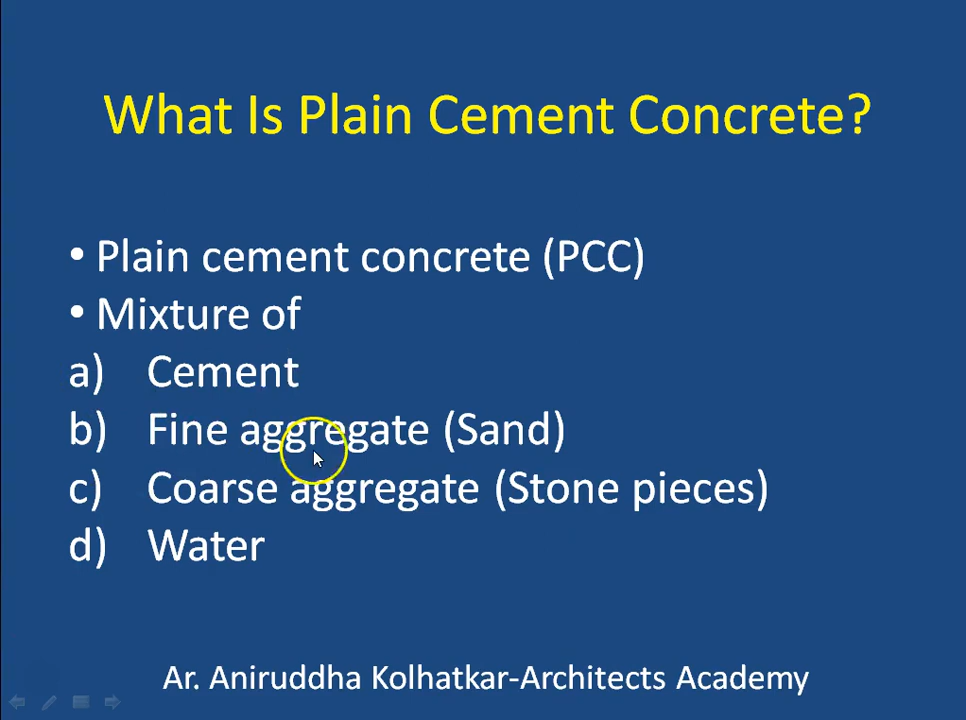 What Is Plain Cement Concrete?
• Plain cement concrete (PCC)
• Mixture of
a) Cement
b) Fine aggregate (Sand)
c) Coarse aggregate (Stone pieces)
d) Water
Ar. Aniruddha Kolhatkar-Architects Academy